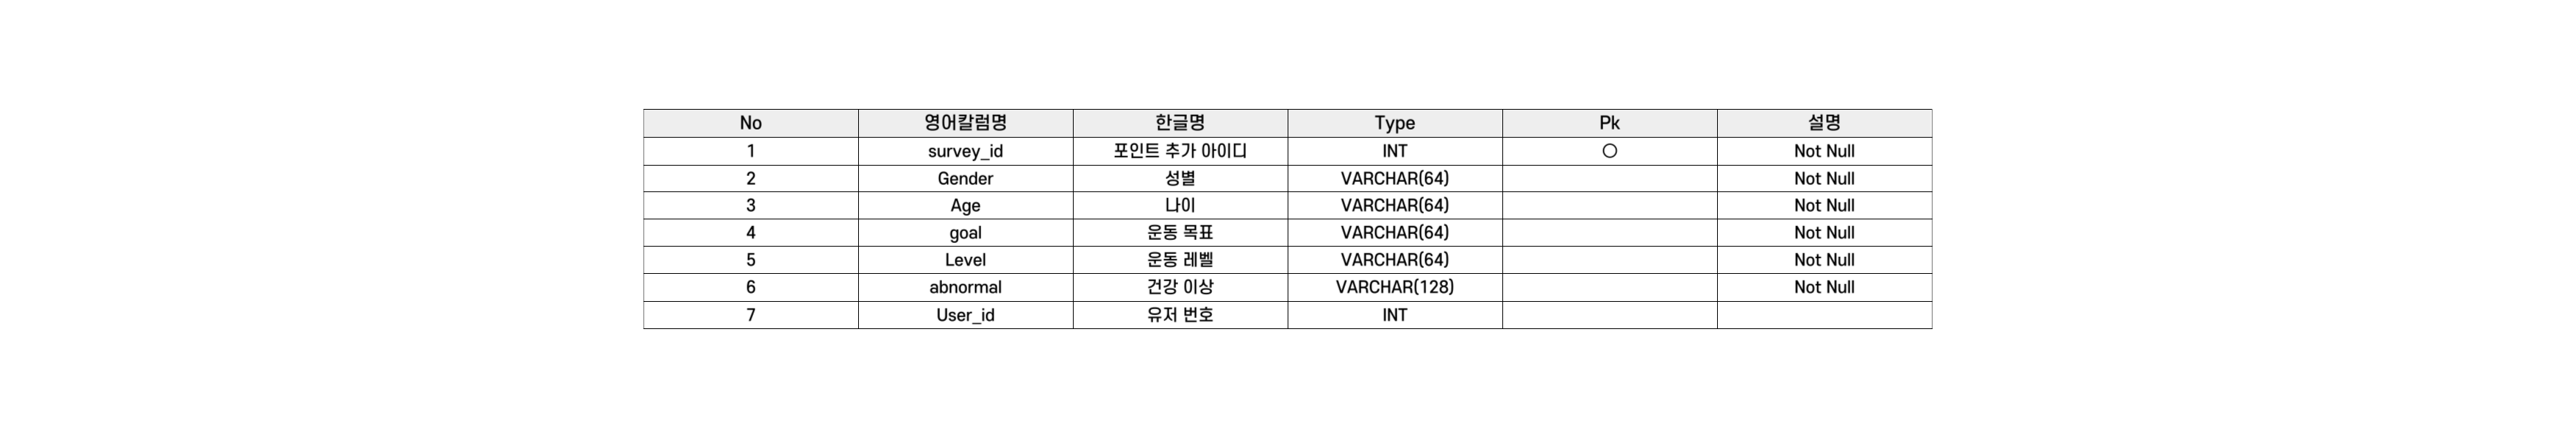 No 영어칼럼명 한글명 Type Pk 설명
1 survey_id 포인트 추가 아이디 INT ○ Not Null
2 Gender 성별 VARCHAR(64) Not Null
3 Age 나이 VARCHAR(64) Not Null
4 goal 운동 목표 VARCHAR(64) Not Null
5 Level 운동 레벨 VARCHAR(64) Not Null
6 abnormal 건강 이상 VARCHAR(128) Not Null
7 User_id 유저 번호 INT